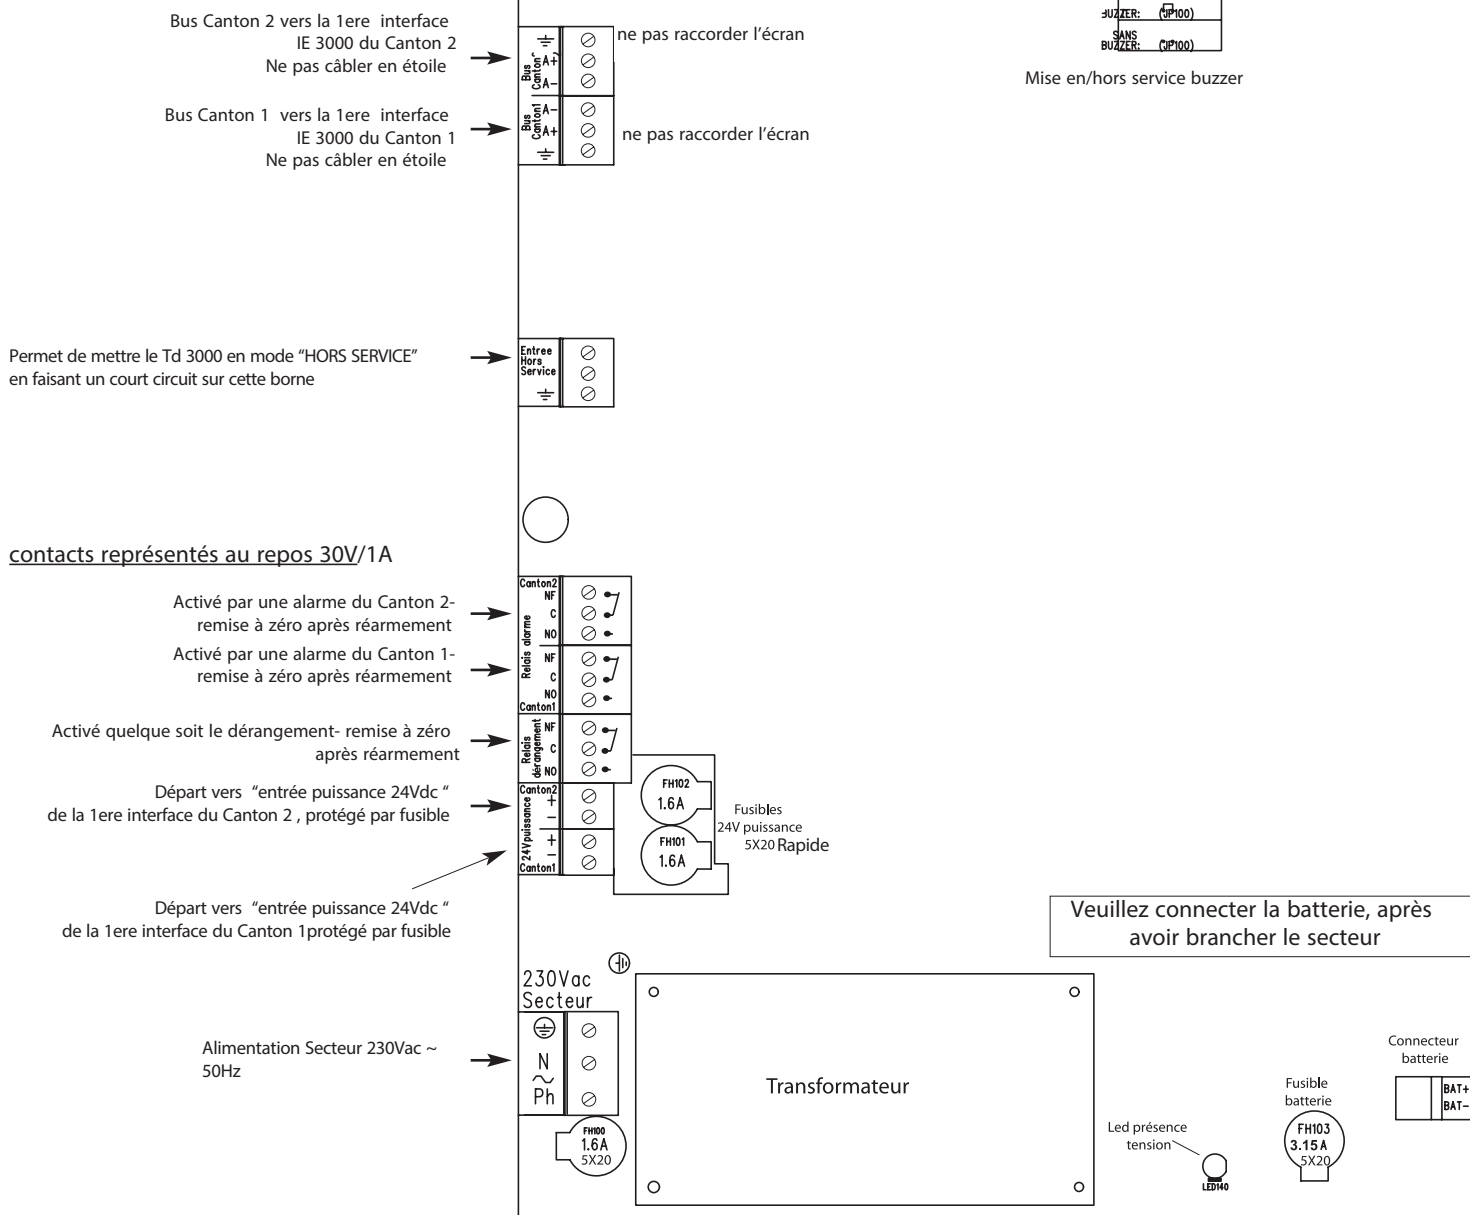 Bus Canton 2 vers la 1ere interface
IE 3000 du Canton 2
Ne pas câbler en étoile
Bus
Canton
A+
A-
ne pas raccorder l'écran
BUZZER: (JP100)
SANS
BUZZER: (JP100)
Mise en/hors service buzzer
Bus Canton 1 vers la 1ere interface
IE 3000 du Canton 1
Ne pas câbler en étoile
Bus
Canton1
A-
A+
ne pas raccorder l'écran
Permet de mettre le Td 3000 en mode “HORS SERVICE”
en faisant un court circuit sur cette borne
Entree
Hors
Service
contacts représentés au repos 30V/1A
Activé par une alarme du Canton 2-
remise à zéro après réarmement
Activé par une alarme du Canton 1-
remise à zéro après réarmement
Relais alarme
Canton2
NF
C
NO
NF
C
NO
Canton1
Activé quelque soit le dérangement- remise à zéro
après réarmement
Relais
dérangement
NF
C
NO
Départ vers “entrée puissance 24Vdc “
de la 1ere interface du Canton 2 , protégé par fusible
24Vpuissance
Canton2
+
-
+
-
Canton1
FH102
1.6A
FH101
1.6A
Fusibles
24V puissance
5X20 Rapide
Départ vers “entrée puissance 24Vdc “
de la 1ere interface du Canton 1protégé par fusible
Veuillez connecter la batterie, après
avoir brancher le secteur
230Vac
Secteur
Alimentation Secteur 230Vac ~
50Hz
N
~
Ph
FH100
1.6A
5X20
Transformateur
Led présence
tension
LED140
Fusible
batterie
FH103
3.15A
5X20
Connecteur
batterie
BAT+
BAT-